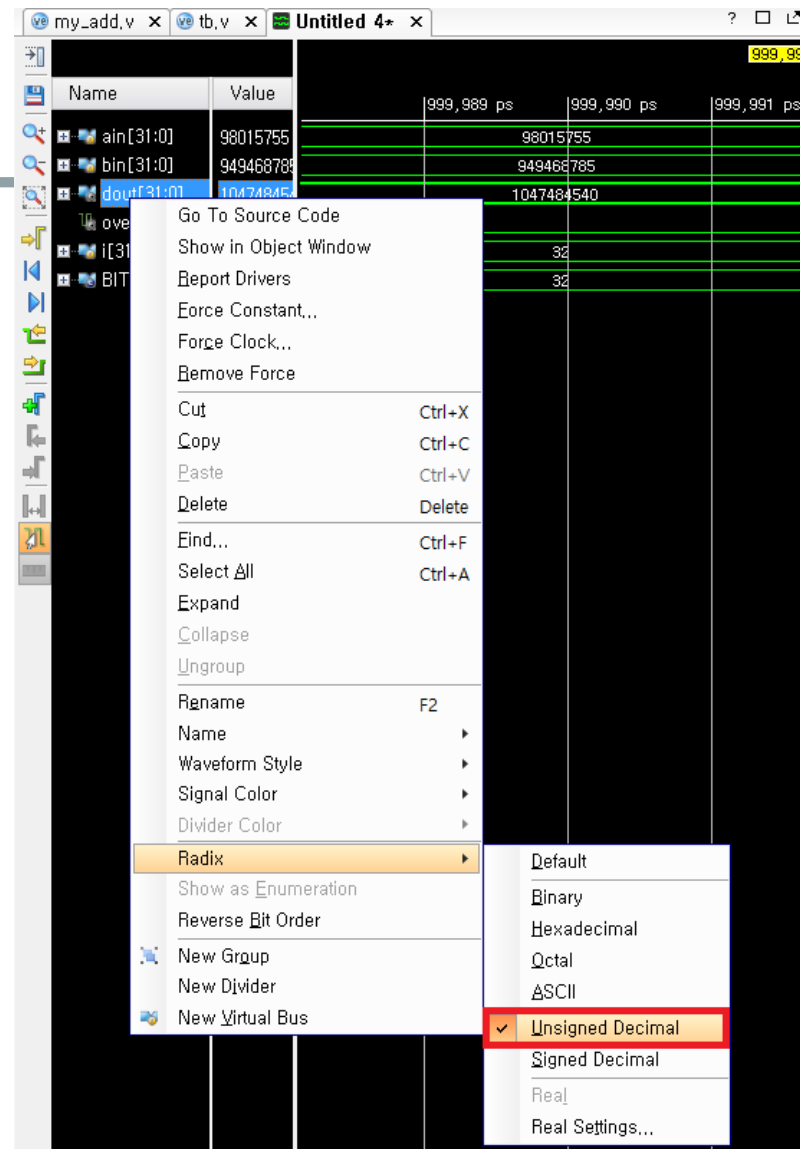 my_add,v × tb,v × Untitled 4* × ?
999,99
Name Value
999,989 ps 999,990 ps 999,991 ps
ain[31:0] 98015755 98015755
bin[31:0] 949468785 949468785
dout[31:0] 1047484540
ove
i[31 32
BIT 32
Go To Source Code
Show in Object Window
Report Drivers
Force Constant,,,
Force Clock,,,
Remove Force
Cut Ctrl+X
Copy Ctrl+C
Paste Ctrl+V
Delete Delete
Find,,, Ctrl+F
Select All Ctrl+A
Expand
Collapse
Ungroup
Rename F2
Name
Waveform Style
Signal Color
Divider Color
Radix
Show as Enumeration
Reverse Bit Order
New Group
New Divider
New Virtual Bus
Default
Binary
Hexadecimal
Octal
ASCII
Unsigned Decimal
Signed Decimal
Real
Real Settings,,,